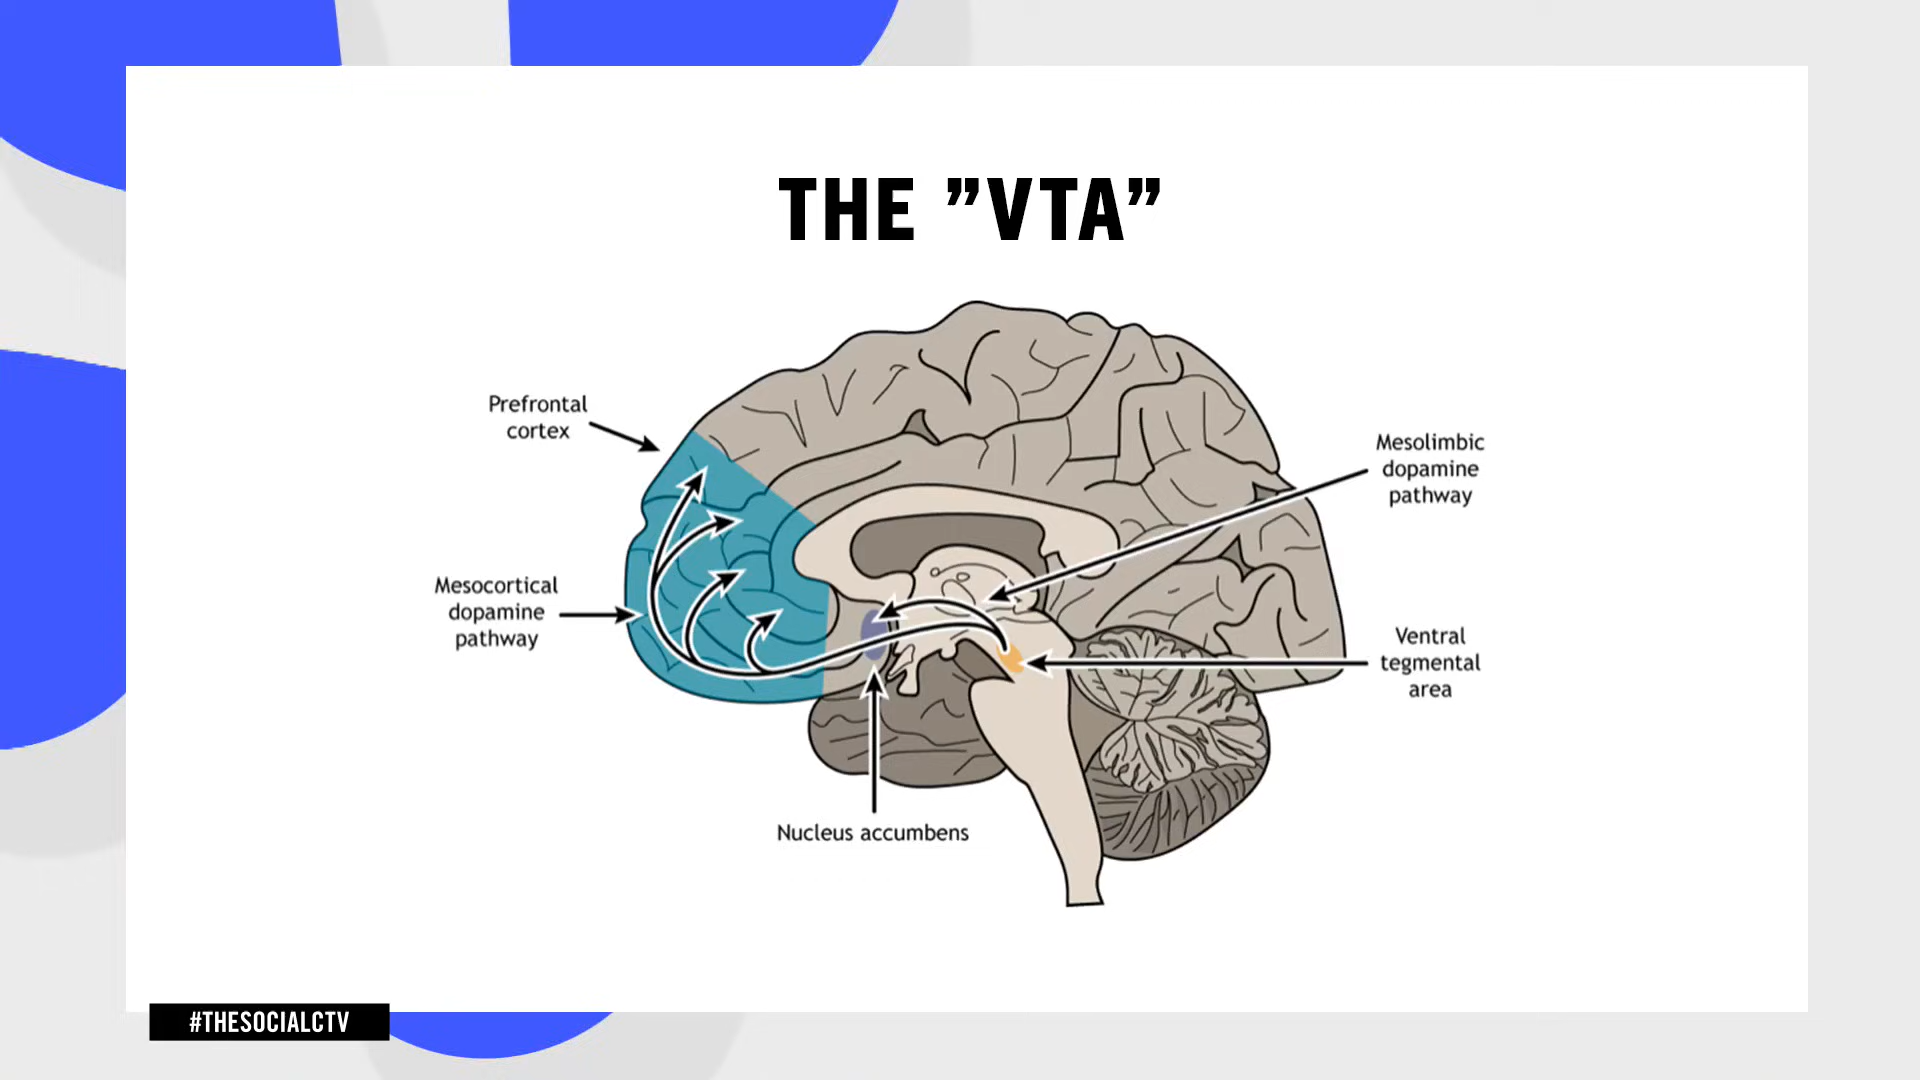 THE ”VTA”
Prefrontal
cortex
Mesolimbic
dopamine
pathway
Mesocortical
dopamine
pathway
Ventral
tegmental
area
Nucleus accumbens
#THESOCIALCTV